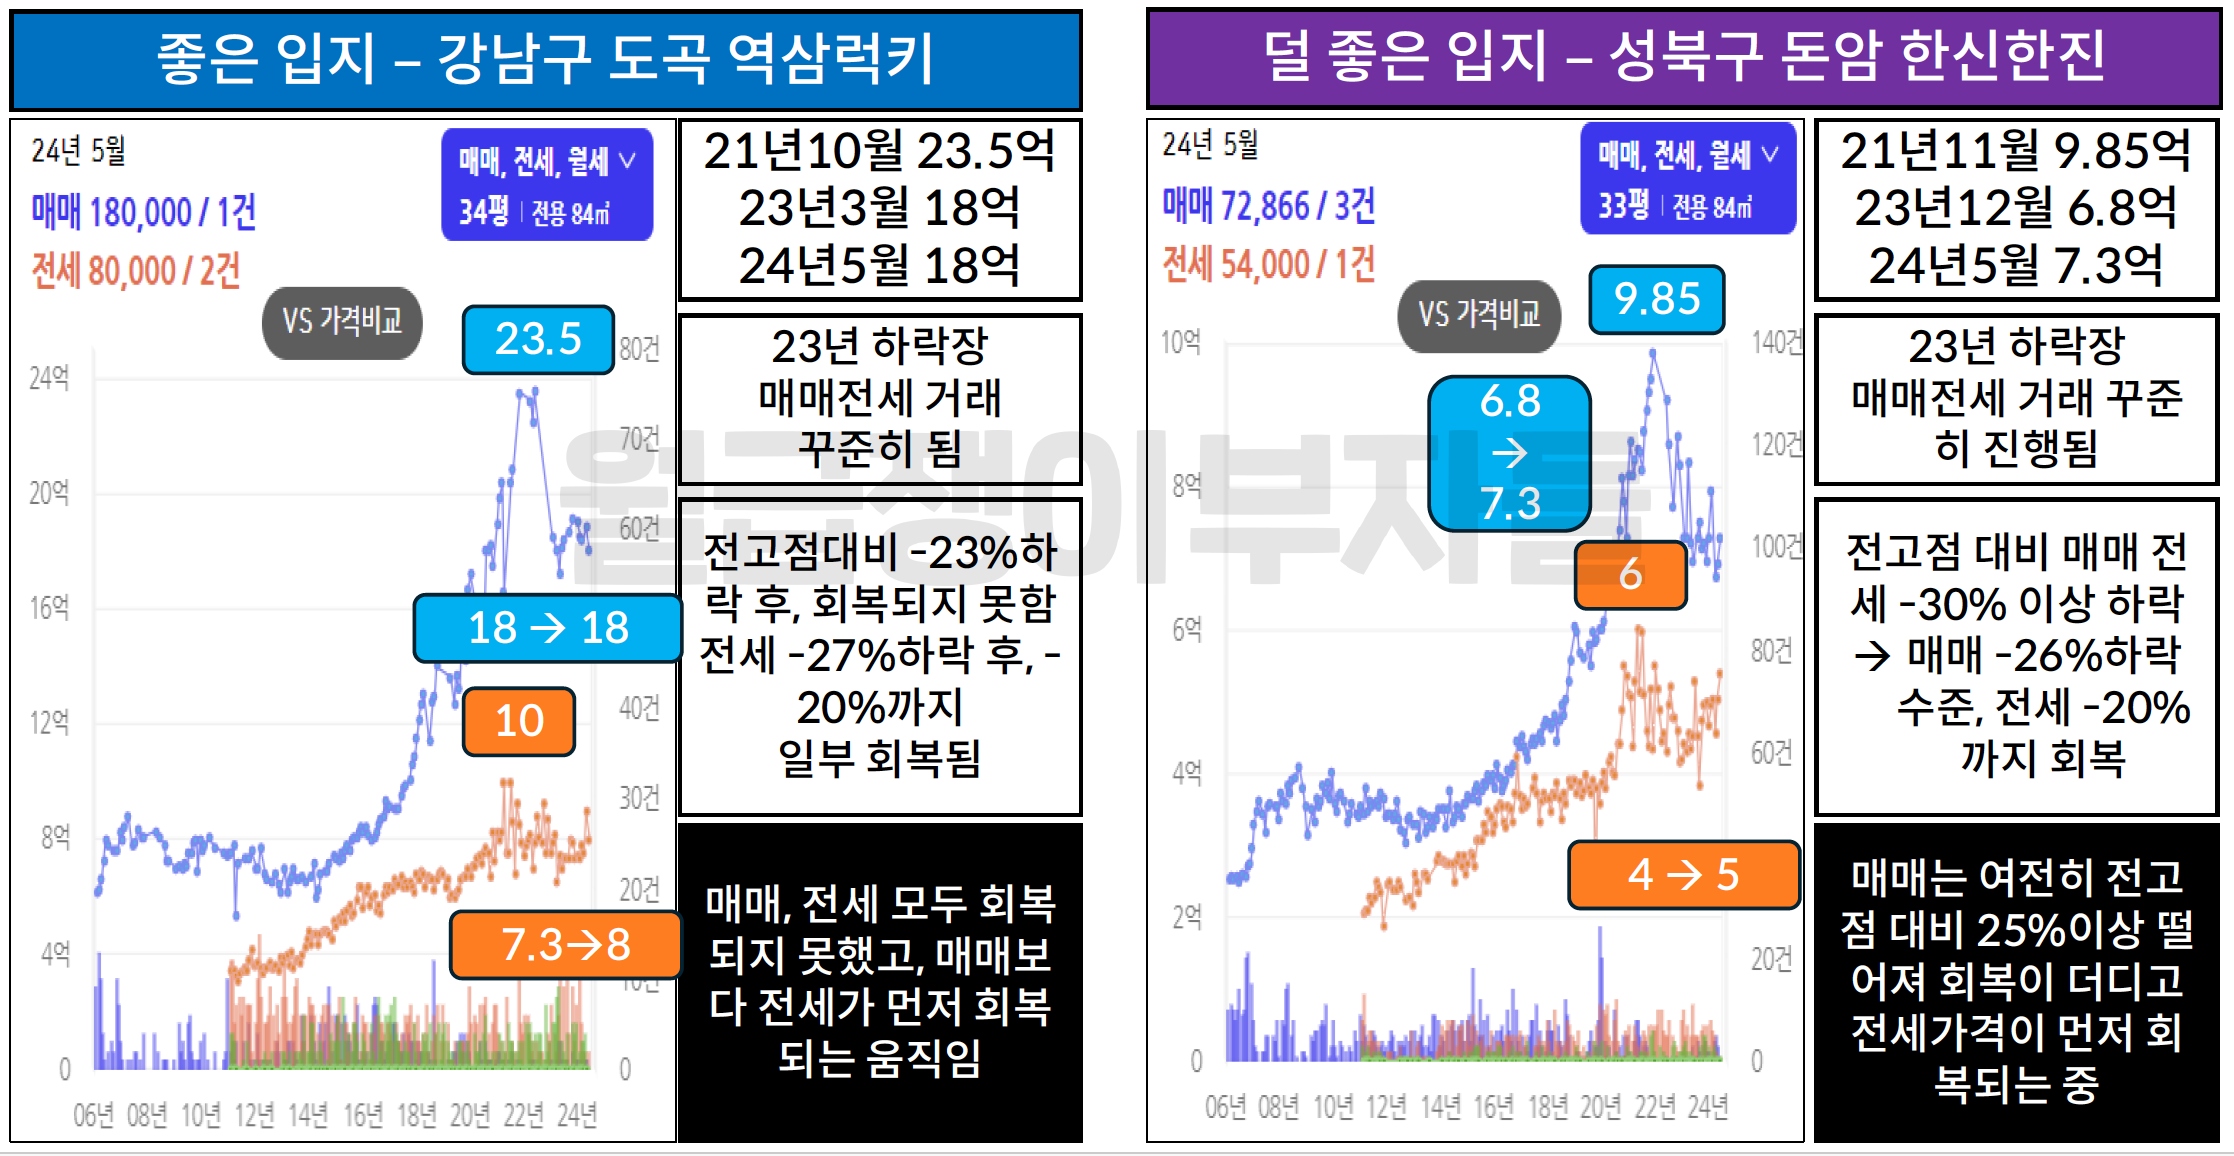 좋은 입지 – 강남구 도곡 역삼럭키
24년 5월
매매, 전세, 월세
매매 180,000 / 1건
34평 | 전용 84㎡
전세 80,000 / 2건
VS 가격비교
23.5
80건
24억
70건
20억
60건
16억
18 → 18
10
12억
40건
30건
8억
20건
7.3→8
4억
10건
0
0
06년 08년 10년 12년 14년 16년 18년 20년 22년 24년
21년10월 23.5억
23년3월 18억
24년5월 18억
23년 하락장
매매전세 거래
꾸준히 됨
전고점대비 -23%하
락 후, 회복되지 못함
전세 -27%하락 후, -
20%까지
일부 회복됨
매매, 전세 모두 회복
되지 못했고, 매매보
다 전세가 먼저 회복
되는 움직임
덜 좋은 입지 – 성북구 돈암 한신한진
24년 5월
매매, 전세, 월세
매매 72,866 / 3건
33평 | 전용 84㎡
전세 54,000 / 1건
VS 가격비교
9.85
10억
140건
6.8
→
7.3
120건
8억
100건
6
6억
80건
60건
4억
4 → 5
2억
20건
0
0
06년 08년 10년 12년 14년 16년 18년 20년 22년 24년
21년11월 9.85억
23년12월 6.8억
24년5월 7.3억
23년 하락장
매매전세 거래 꾸준
히 진행됨
전고점 대비 매매 전
세 -30% 이상 하락
→ 매매 -26%하락
수준, 전세 -20%
까지 회복
매매는 여전히 전고
점 대비 25%이상 떨
어져 회복이 더디고
전세가격이 먼저 회
복되는 중
월급쟁이부자들